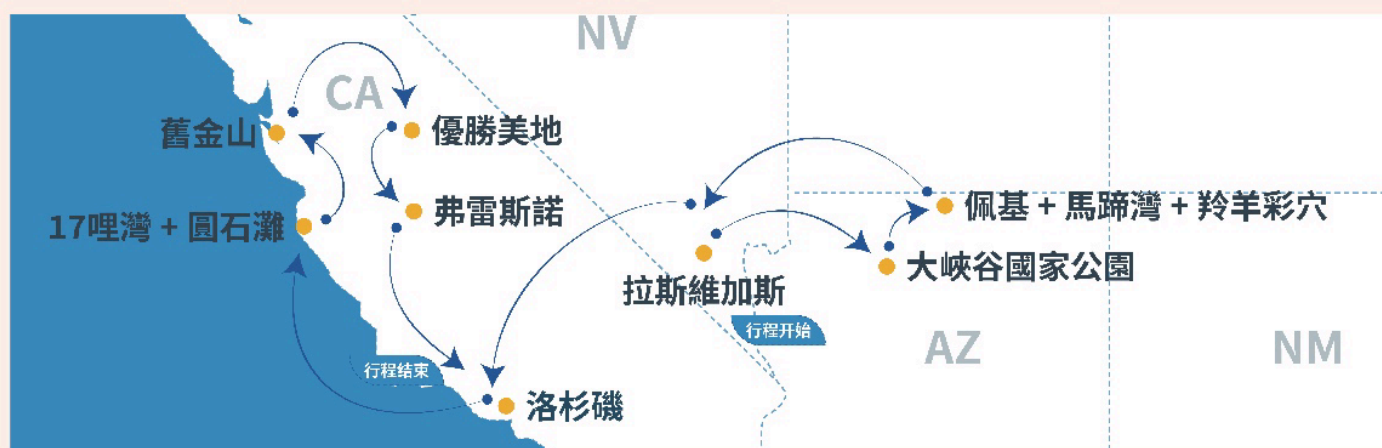 NV
CA
舊金山
優勝美地
弗雷斯諾
佩基 + 馬蹄灣 + 羚羊彩穴
17哩灣 + 圓石灘
大峽谷國家公園
拉斯維加斯
行程开始
AZ
NM
行程结束
洛杉磯